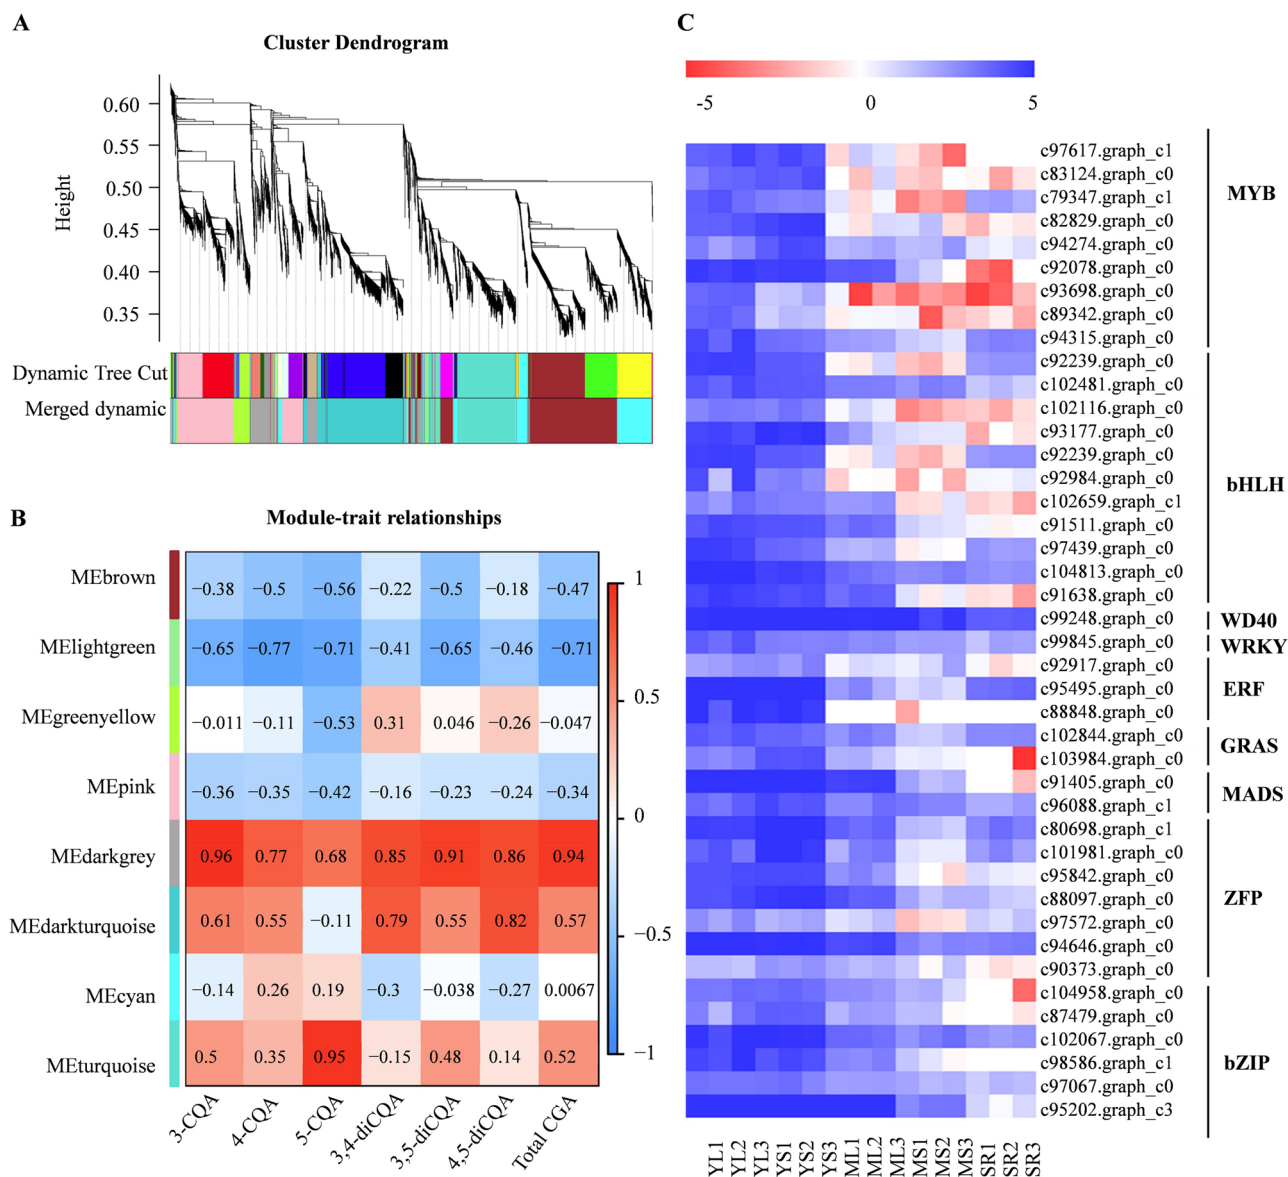 A
Cluster Dendrogram
Height
0.60
0.55
0.50
0.45
0.40
0.35
Dynamic Tree Cut
Merged dynamic
B
Module-trait relationships
MEbrown −0.38 −0.5 −0.56 −0.22 −0.5 −0.18 −0.47
MElightgreen −0.65 −0.77 −0.71 −0.41 −0.65 −0.46 −0.71
MEgreenyellow −0.011 −0.11 −0.53 0.31 0.046 −0.26 −0.047
MEpink −0.36 −0.35 −0.42 −0.16 −0.23 −0.24 −0.34
MEdarkgrey 0.96 0.77 0.68 0.85 0.91 0.86 0.94
MEdarkturquoise 0.61 0.55 −0.11 0.79 0.55 0.82 0.57
MEcyan −0.14 0.26 0.19 −0.3 −0.038 −0.27 0.0067
MEturquoise 0.5 0.35 0.95 −0.15 0.48 0.14 0.52
3-CQA 4-CQA 5-CQA 3,4-diCQA 3,5-diCQA 4,5-diCQA Total CGA
1
0.5
0
−0.5
−1
C
-5 0 5
c97617.graph_c1
c83124.graph_c0
c79347.graph_c1
c82829.graph_c0
c94274.graph_c0
c92078.graph_c0
c93698.graph_c0
c89342.graph_c0
c94315.graph_c0
c92239.graph_c0
c102481.graph_c0
c102116.graph_c0
c93177.graph_c0
c92239.graph_c0
c92984.graph_c0
c102659.graph_c1
c91511.graph_c0
c97439.graph_c0
c104813.graph_c0
c91638.graph_c0
c99248.graph_c0
c99845.graph_c0
c92917.graph_c0
c95495.graph_c0
c88848.graph_c0
c102844.graph_c0
c103984.graph_c0
c91405.graph_c0
c96088.graph_c1
c80698.graph_c1
c101981.graph_c0
c95842.graph_c0
c88097.graph_c0
c97572.graph_c0
c94646.graph_c0
c90373.graph_c0
c104958.graph_c0
c87479.graph_c0
c102067.graph_c0
c98586.graph_c1
c97067.graph_c0
c95202.graph_c3
MYB
bHLH
WD40
WRKY
ERF
GRAS
MADS
ZFP
bZIP
YL1 YL2 YL3 YS1 YS2 YS3 ML1 ML2 ML3 MS1 MS2 MS3 SR1 SR2 SR3